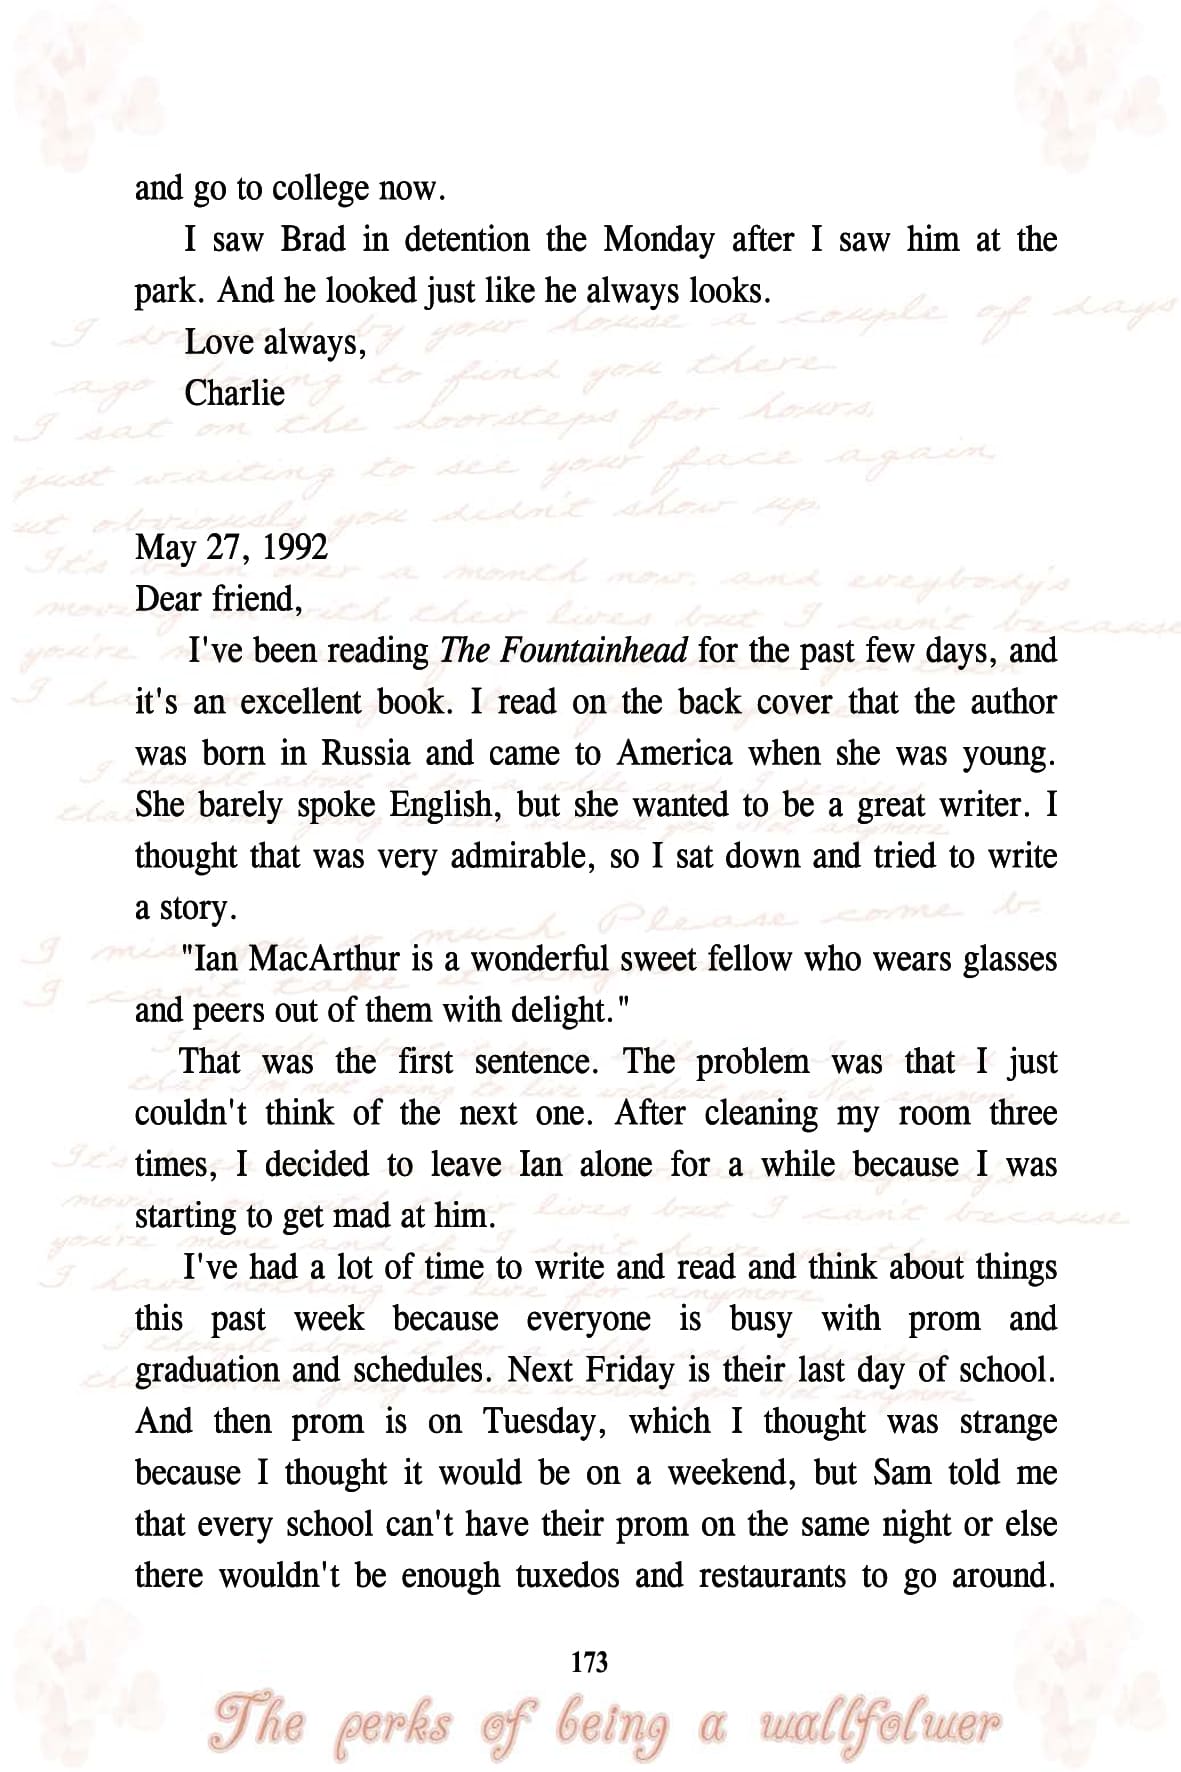 and go to college now.
I saw Brad in detention the Monday after I saw him at the
park. And he looked just like he always looks.
Love always,
Charlie
May 27, 1992
Dear friend,
I've been reading The Fountainhead for the past few days, and
it's an excellent book. I read on the back cover that the author
was born in Russia and came to America when she was young.
She barely spoke English, but she wanted to be a great writer. I
thought that was very admirable, so I sat down and tried to write
a story.
"Ian MacArthur is a wonderful sweet fellow who wears glasses
and peers out of them with delight."
That was the first sentence. The problem was that I just
couldn't think of the next one. After cleaning my room three
times, I decided to leave Ian alone for a while because I was
starting to get mad at him.
I've had a lot of time to write and read and think about things
this past week because everyone is busy with prom and
graduation and schedules. Next Friday is their last day of school.
And then prom is on Tuesday, which I thought was strange
because I thought it would be on a weekend, but Sam told me
that every school can't have their prom on the same night or else
there wouldn't be enough tuxedos and restaurants to go around.
173
The perks of being a wallfolwer